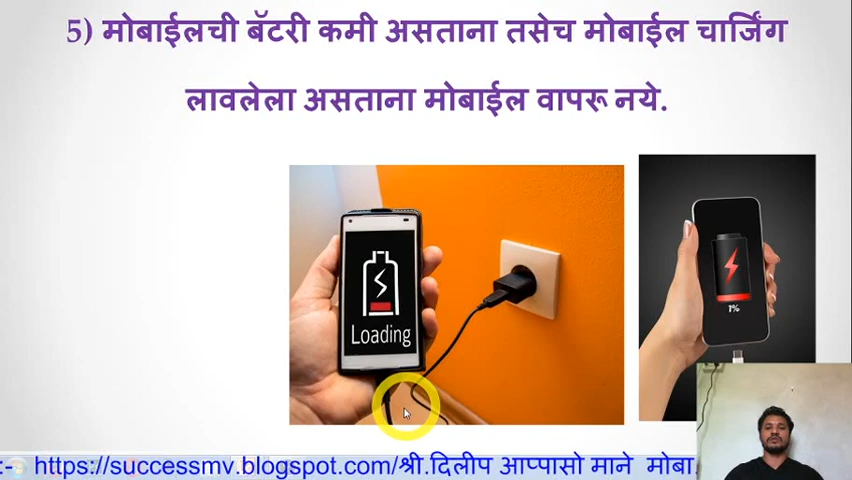 5) मोबाईलची बॅटरी कमी असताना तसेच मोबाईल चार्जिंग
लावलेला असताना मोबाईल वापरू नये.
Loading
1%
:- https://successmv.blogspot.com/श्री.दिलीप आप्पासो माने मोबा.